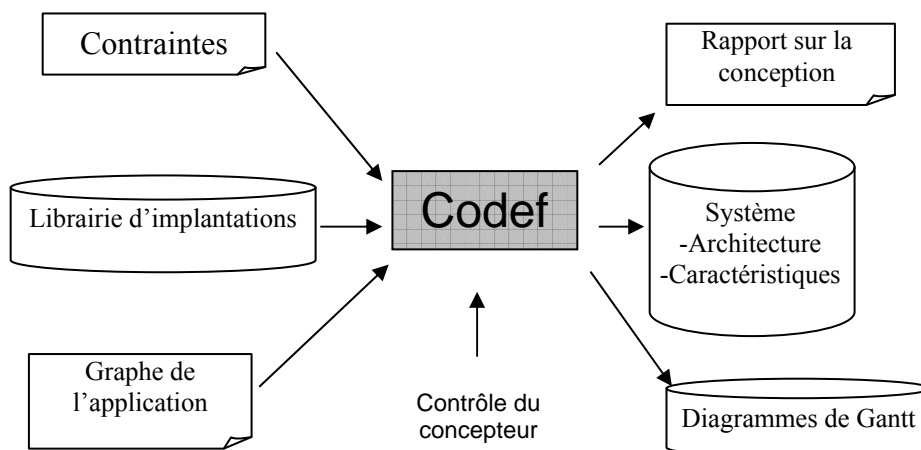 Contraintes
Rapport sur la
conception
Librairie d’implantations
Codef
Système
-Architecture
-Caractéristiques
Graphe de
l’application
Contrôle du
concepteur
Diagrammes de Gantt